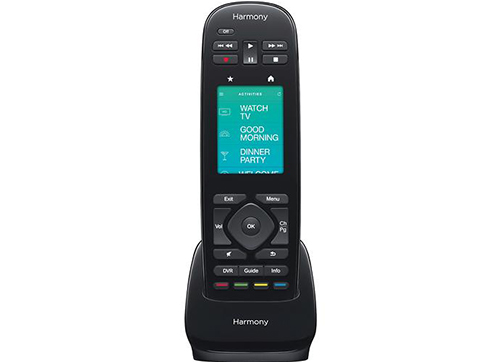 Harmony
Off
ACTIVITIES
WATCH
TV
GOOD
MORNING
DINNER
PARTY
WELCOME
Exit Menu
Vol OK Ch
Pg
DVR Guide Info
Harmony